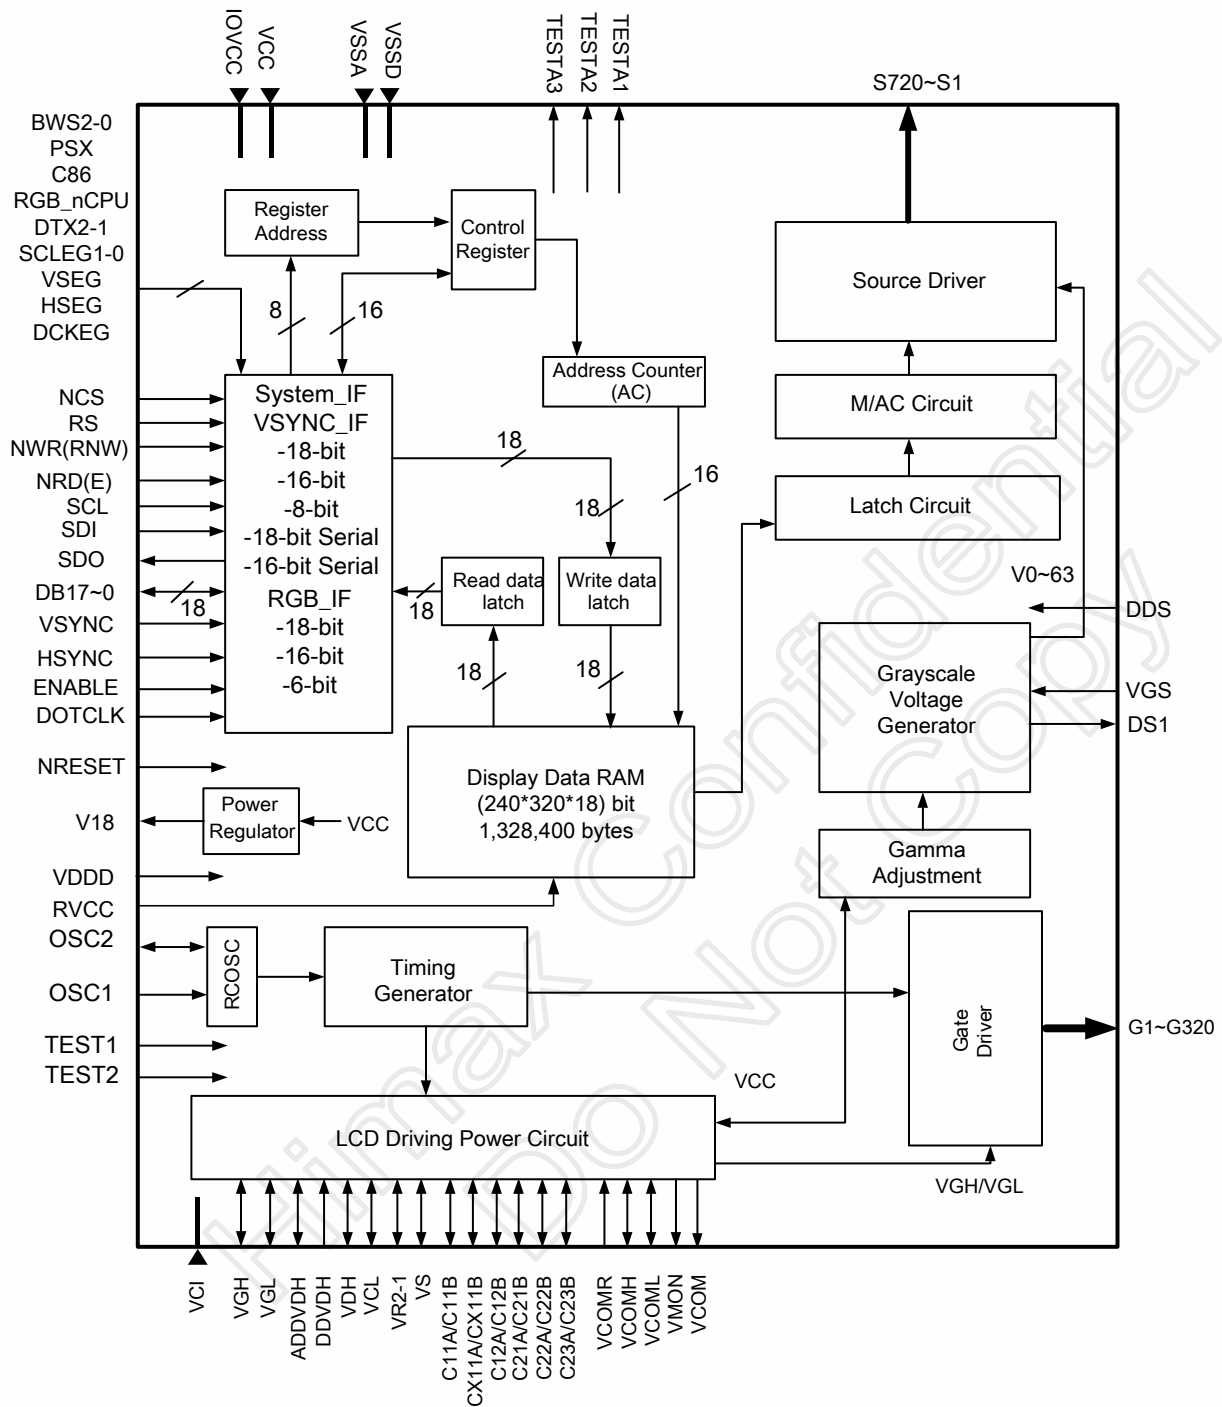 IOVCC
VCC
VSSA
VSSD
TESTA3
TESTA2
TESTA1
S720~S1
BWS2-0
PSX
C86
RGB_nCPU
DTX2-1
SCLEG1-0
VSEG
HSEG
DCKEG
Register
Address
Control
Register
Source Driver
8
16
Address Counter
(AC)
M/AC Circuit
NCS
RS
NWR(RNW)
NRD(E)
SCL
SDI
SDO
DB17~0
18
VSYNC
HSYNC
ENABLE
DOTCLK
System_IF
VSYNC_IF
-18-bit
-16-bit
-8-bit
-18-bit Serial
-16-bit Serial
RGB_IF
-18-bit
-16-bit
-6-bit
18
18
16
Latch Circuit
Read data
latch
Write data
latch
18
18
18
V0~63
DDS
VGS
DS1
Grayscale
Voltage
Generator
NRESET
Display Data RAM
(240*320*18) bit
1,328,400 bytes
V18
Power
Regulator
VCC
Gamma
Adjustment
VDDD
RVCC
OSC2
OSC1
RCOSC
Timing
Generator
Gate
Driver
G1~G320
TEST1
TEST2
VCC
LCD Driving Power Circuit
VGH/VGL
VCI
VGH
VGL
ADDVDH
DDVDH
VDH
VCL
VR2-1
VS
C11A/C11B
CX11A/CX11B
C12A/C12B
C21A/C21B
C22A/C22B
C23A/C23B
VCOMR
VCOMH
VCOML
VMON
VCOM
Himax Confidential
Do Not Copy